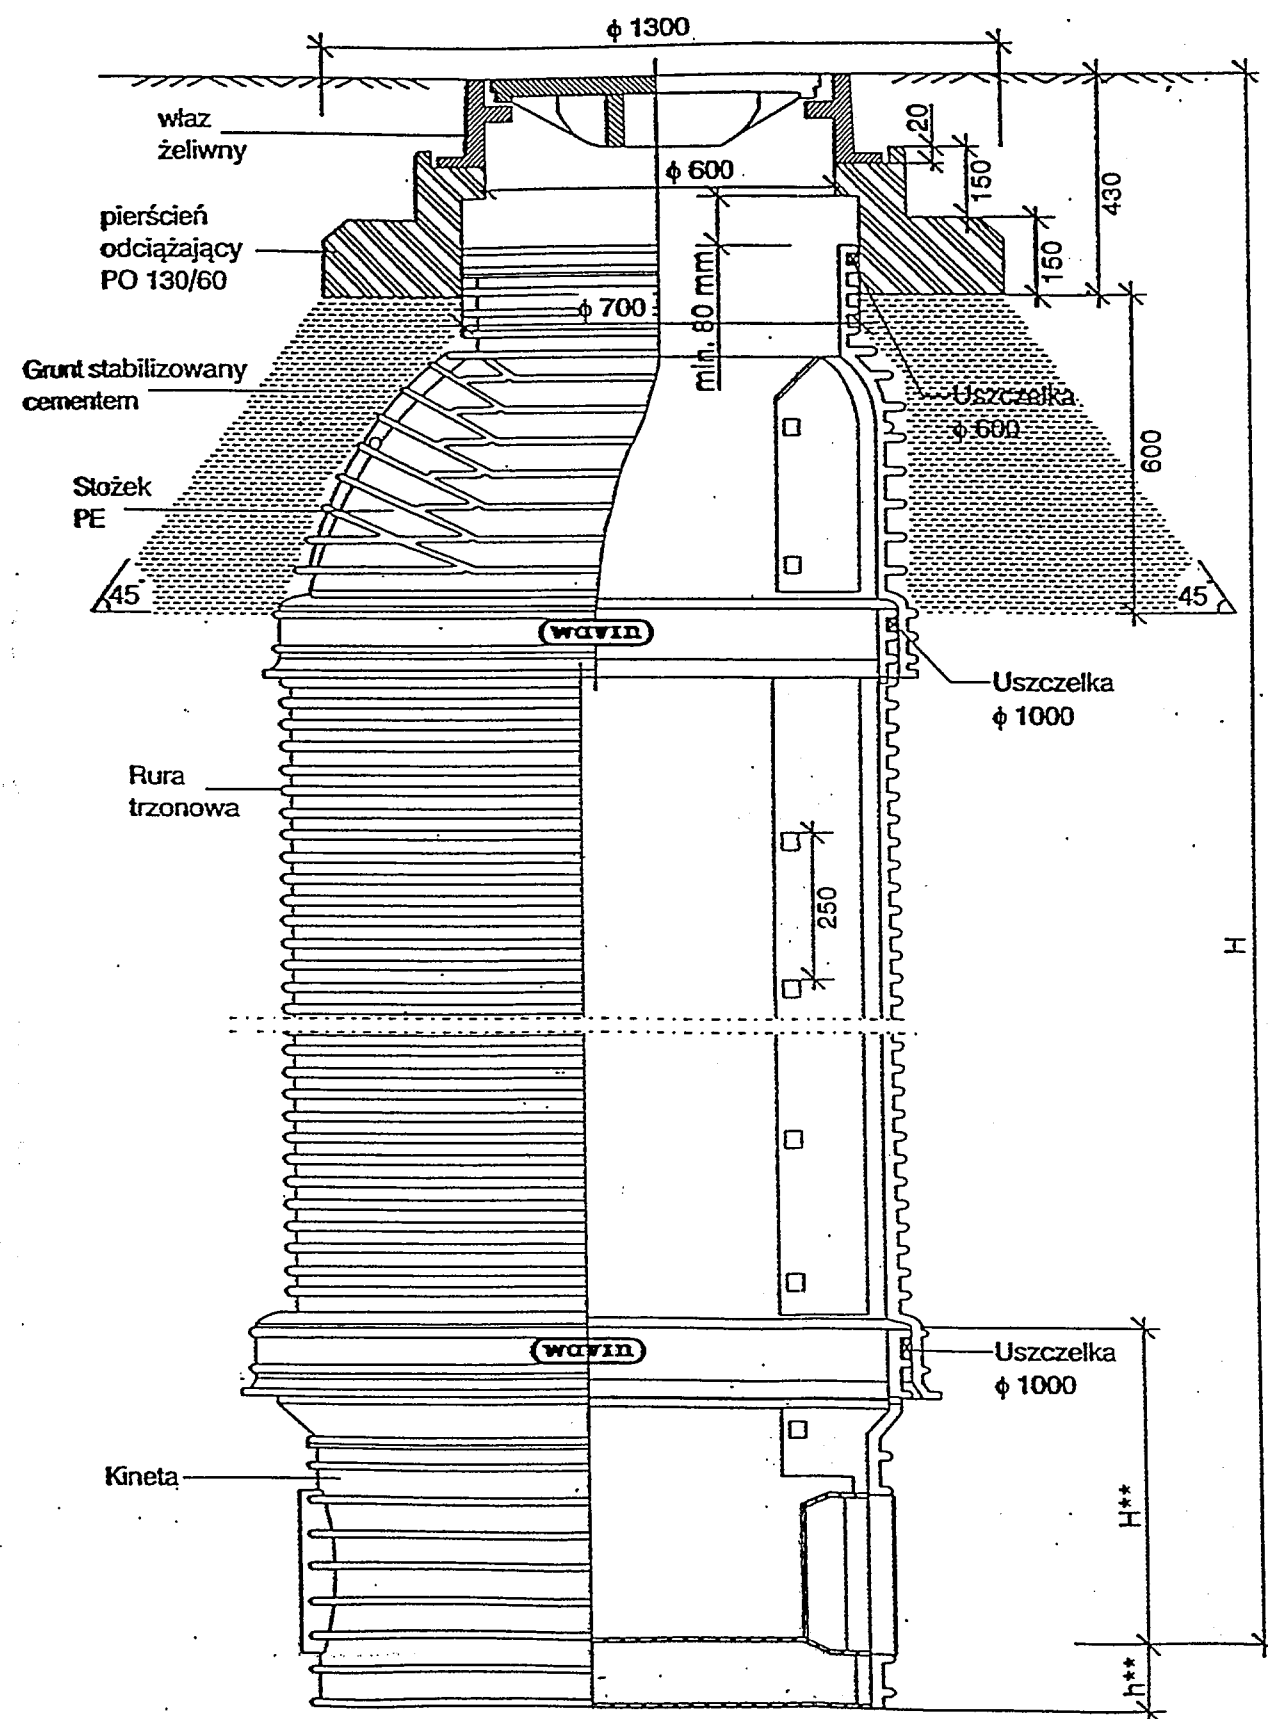 ϕ 1300
właz
żeliwny
20
ϕ 600
150
430
pierścień
odciążający
PO 130/60
150
min. 80 mm
ϕ 700
Grunt stabilizowany
cementem
Uszczelka
ϕ 600
600
Stożek
PE
45°
45
wavin
Uszczelka
ϕ 1000
Rura
trzonowa
250
H
wavin
Uszczelka
ϕ 1000
Kineta
H**
h**